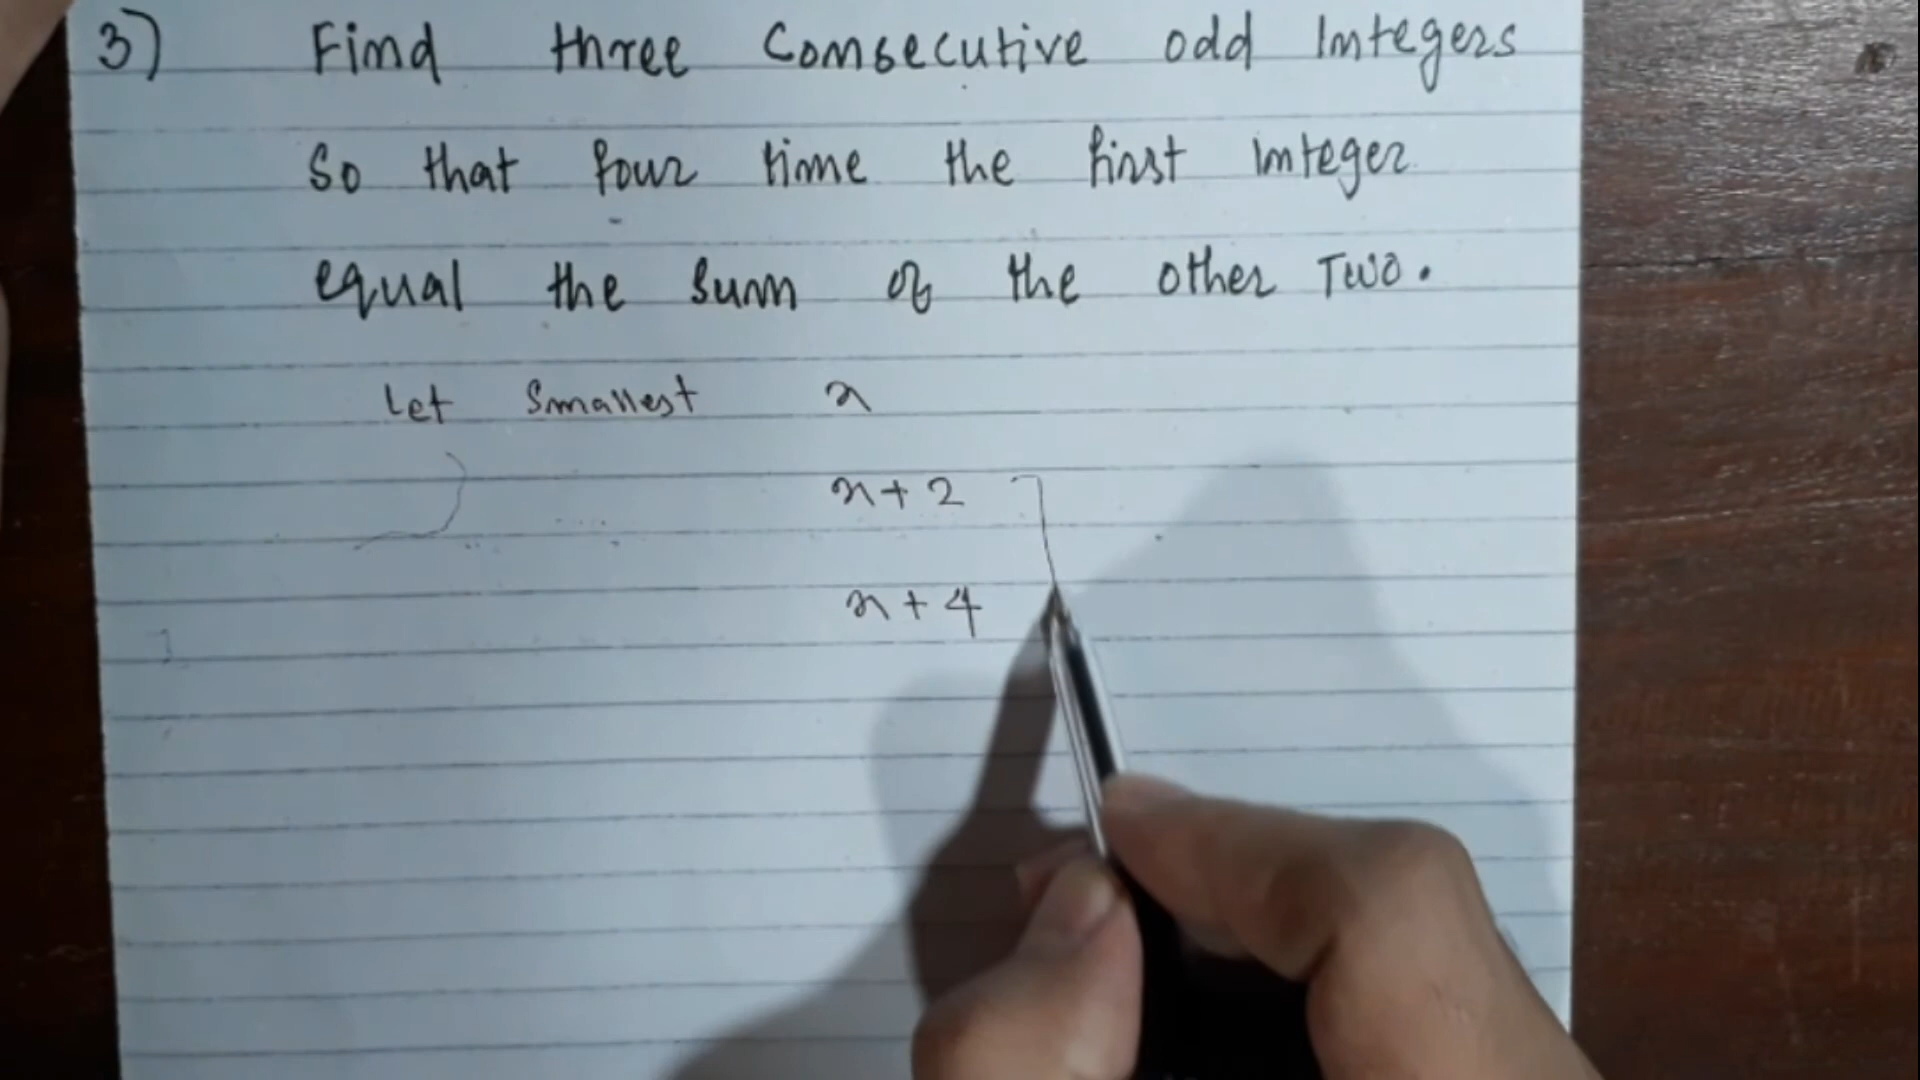 3) Find three Consecutive odd Integers
So that four time the first Integer
equal the Sum of the other Two.
Let Smallest x
x + 2
x + 4